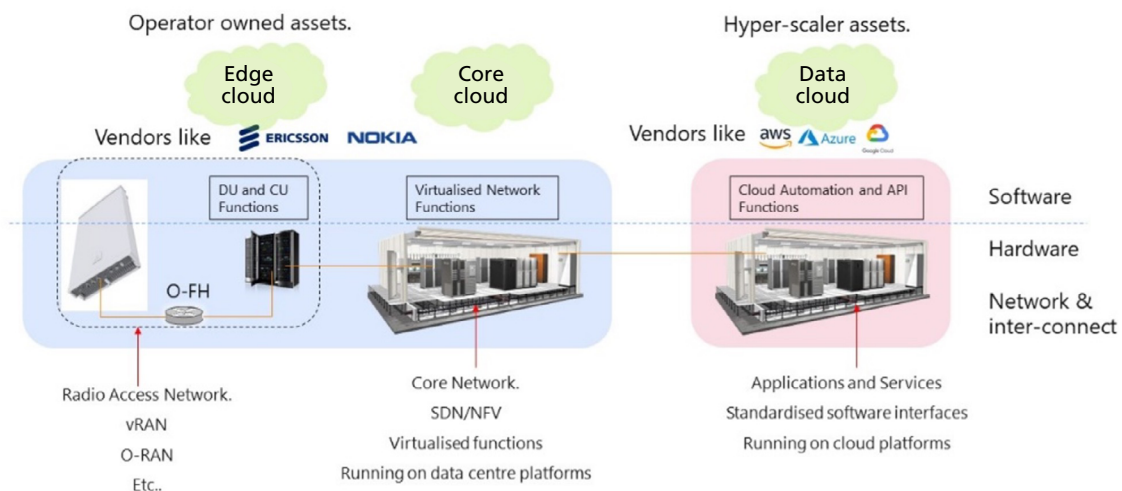 Operator owned assets.
Hyper-scaler assets.
Edge
cloud
Core
cloud
Data
cloud
Vendors like
ERICSSON
NOKIA
Vendors like
aws
Azure
Google Cloud
DU and CU
Functions
Virtualised Network
Functions
Cloud Automation and API
Functions
Software
Hardware
O-FH
Network &
inter-connect
Radio Access Network.
vRAN
O-RAN
Etc..
Core Network.
SDN/NFV
Virtualised functions
Running on data centre platforms
Applications and Services
Standardised software interfaces
Running on cloud platforms